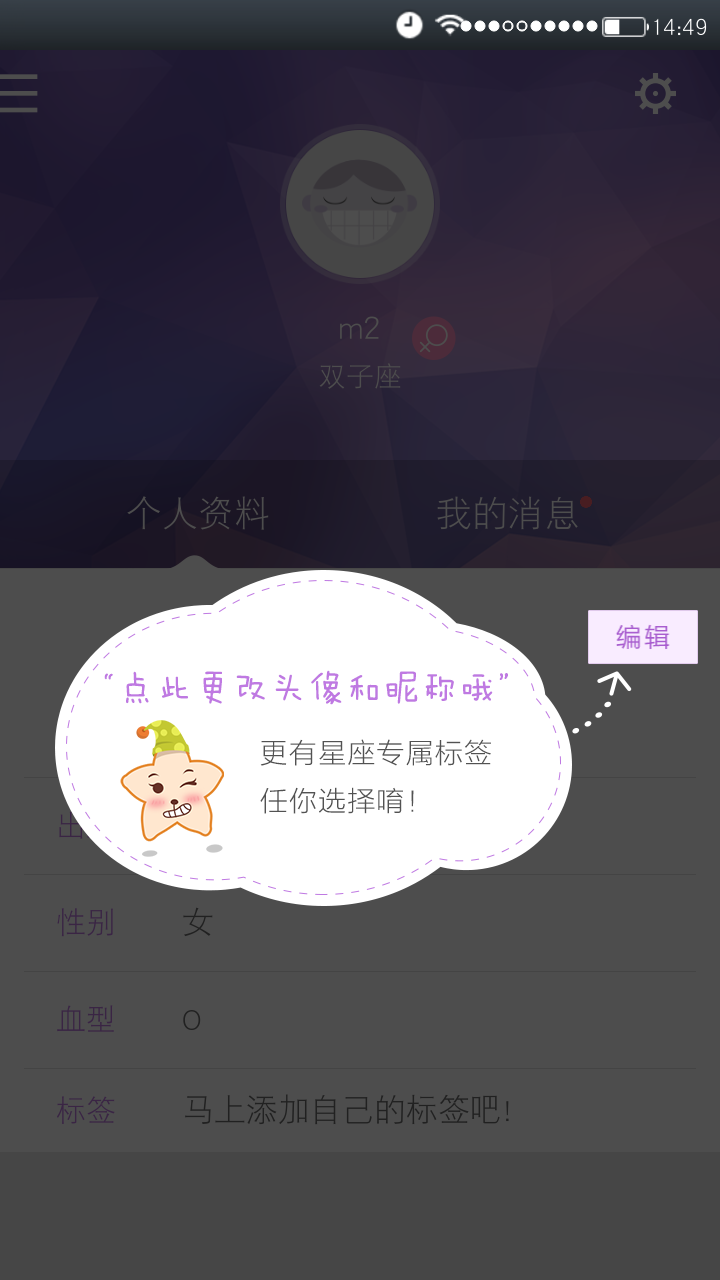 14:49
m2
双子座
个人资料
我的消息
编辑
“点此更改头像和昵称哦”
更有星座专属标签
任你选择唷!
出
性别 女
血型 O
标签 马上添加自己的标签吧!